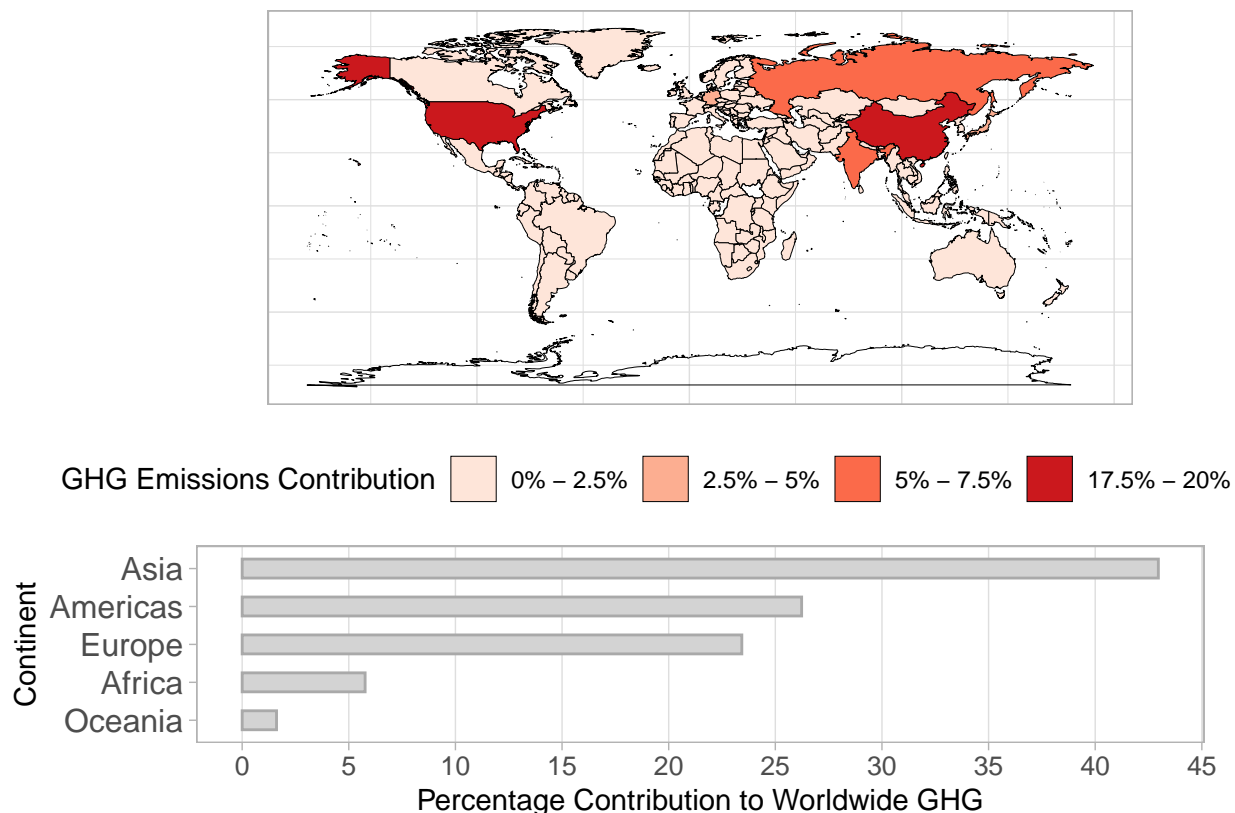 GHG Emissions Contribution 0% − 2.5% 2.5% − 5% 5% − 7.5% 17.5% − 20%
Continent
Asia
Americas
Europe
Africa
Oceania
0 5 10 15 20 25 30 35 40 45
Percentage Contribution to Worldwide GHG